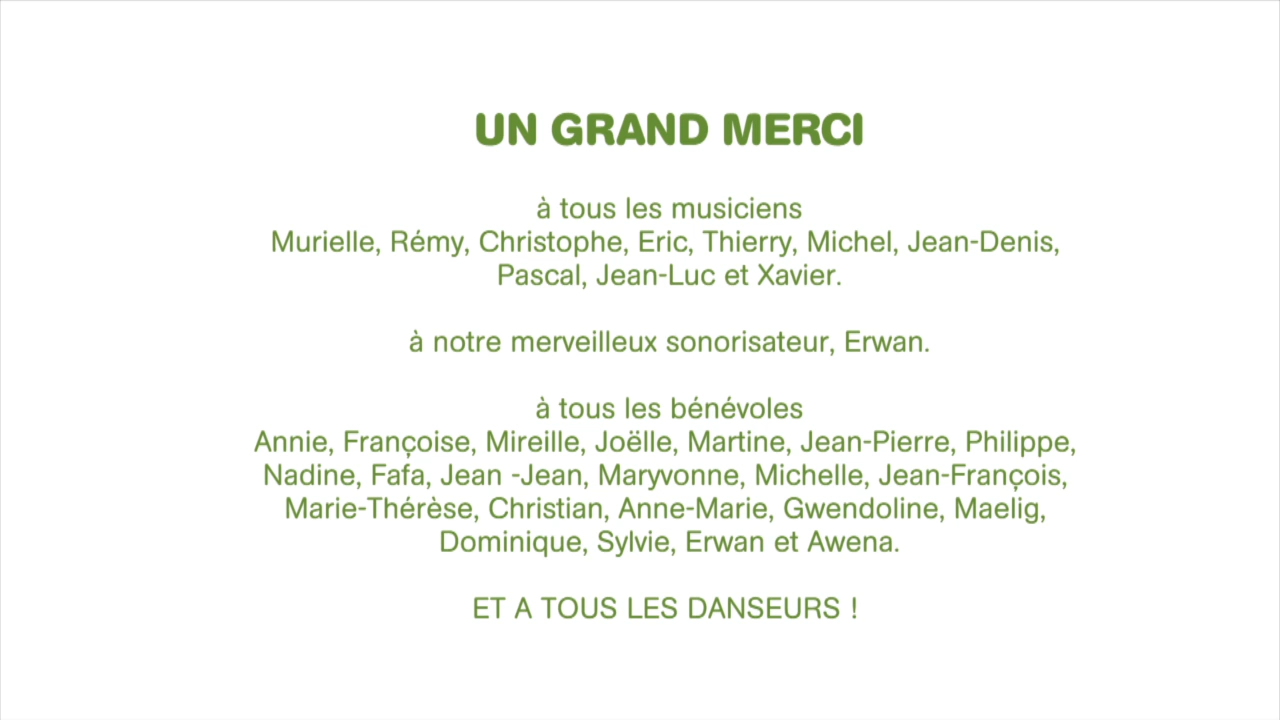 UN GRAND MERCI
à tous les musiciens
Murielle, Rémy, Christophe, Eric, Thierry, Michel, Jean-Denis,
Pascal, Jean-Luc et Xavier.
à notre merveilleux sonorisateur, Erwan.
à tous les bénévoles
Annie, Françoise, Mireille, Joëlle, Martine, Jean-Pierre, Philippe,
Nadine, Fafa, Jean -Jean, Maryvonne, Michelle, Jean-François,
Marie-Thérèse, Christian, Anne-Marie, Gwendoline, Maelig,
Dominique, Sylvie, Erwan et Awena.
ET A TOUS LES DANSEURS !